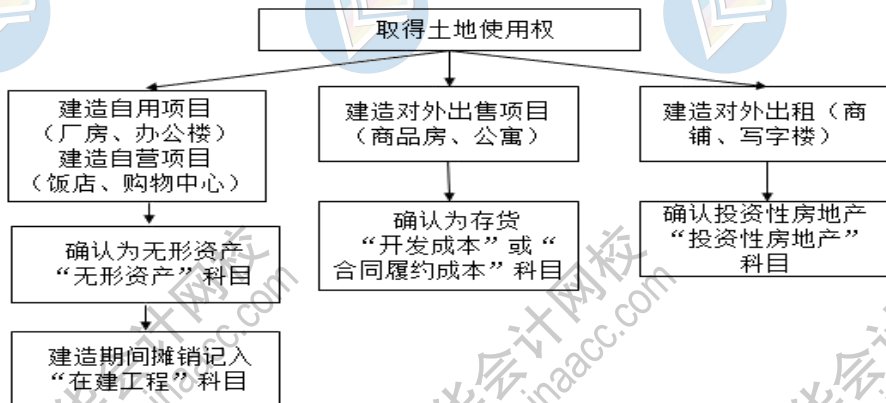 取得土地使用权
建造自用项目
（厂房、办公楼）
建造自营项目
（饭店、购物中心）
建造对外出售项目
（商品房、公寓）
建造对外出租（商
铺、写字楼）
确认为无形资产
“无形资产”科目
确认为存货
“开发成本”或“
合同履约成本”科目
确认投资性房地产
“投资性房地产”
科目
建造期间摊销记入
“在建工程”科目